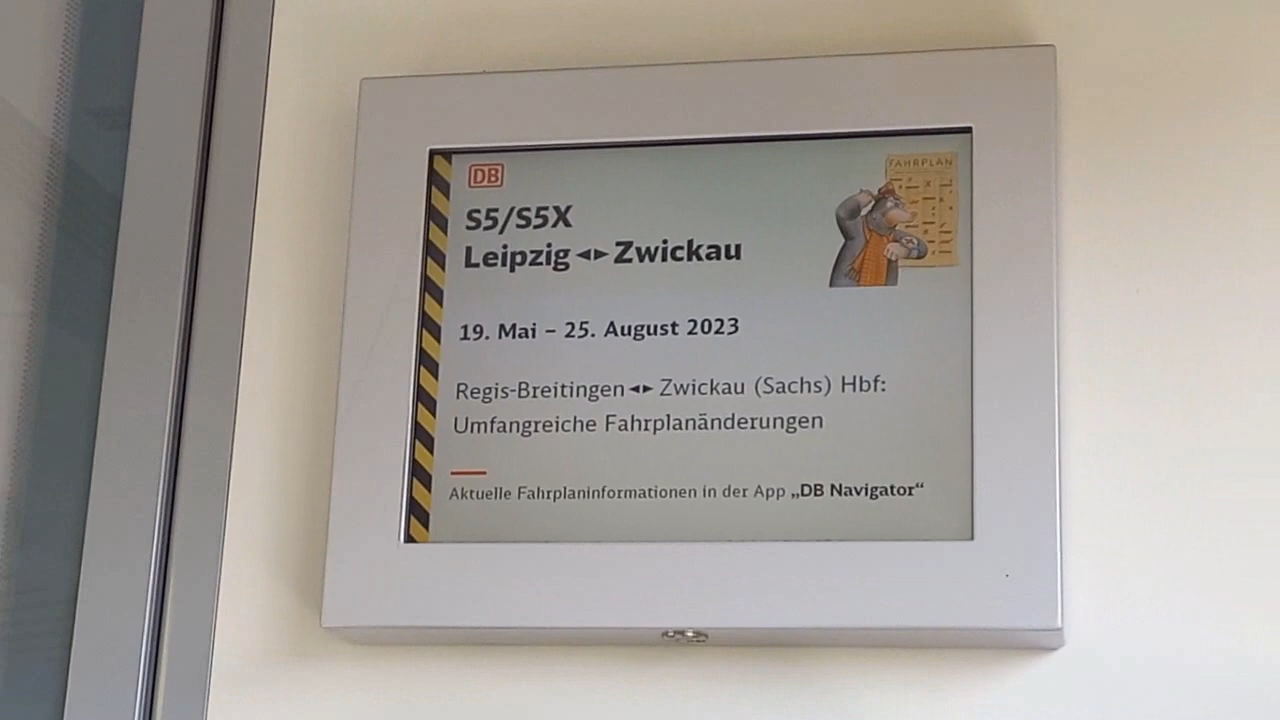 DB
FAHRPLAN
S5/S5X
Leipzig ◄► Zwickau
19. Mai – 25. August 2023
Regis-Breitingen ◄► Zwickau (Sachs) Hbf:
Umfangreiche Fahrplanänderungen
Aktuelle Fahrplaninformationen in der App „DB Navigator“